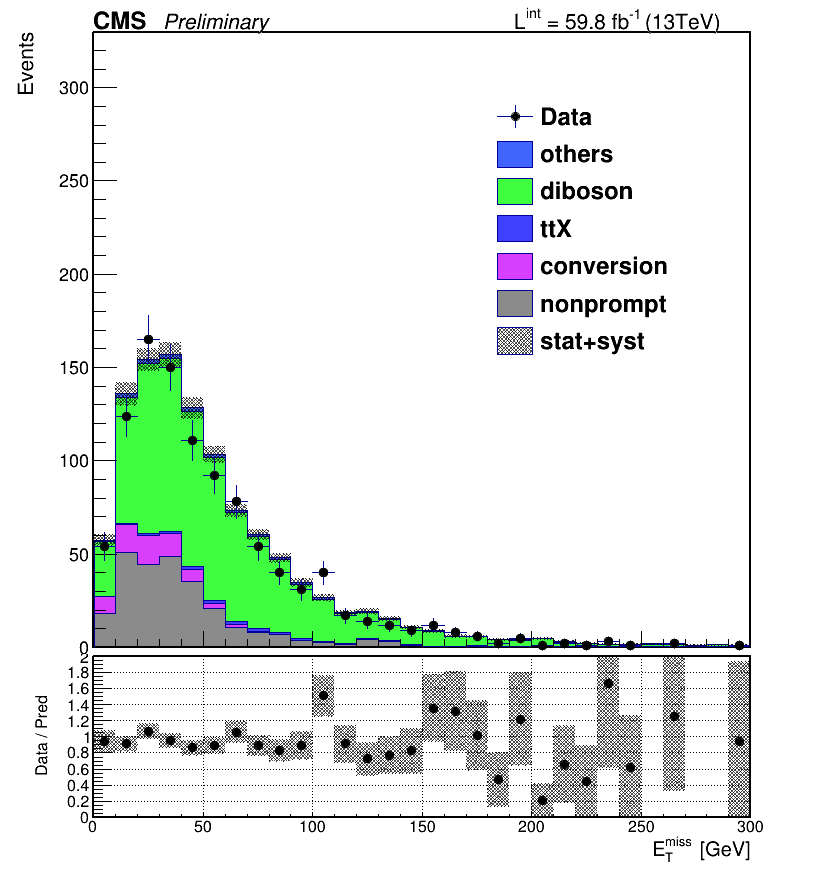 CMS Preliminary L^int = 59.8 fb^-1 (13TeV)
Events
300
250
200
150
100
50
0
Data
others
diboson
ttX
conversion
nonprompt
stat+syst
Data / Pred
2
1.8
1.6
1.4
1.2
1
0.8
0.6
0.4
0.2
0
0 50 100 150 200 250 300
E_T^miss [GeV]